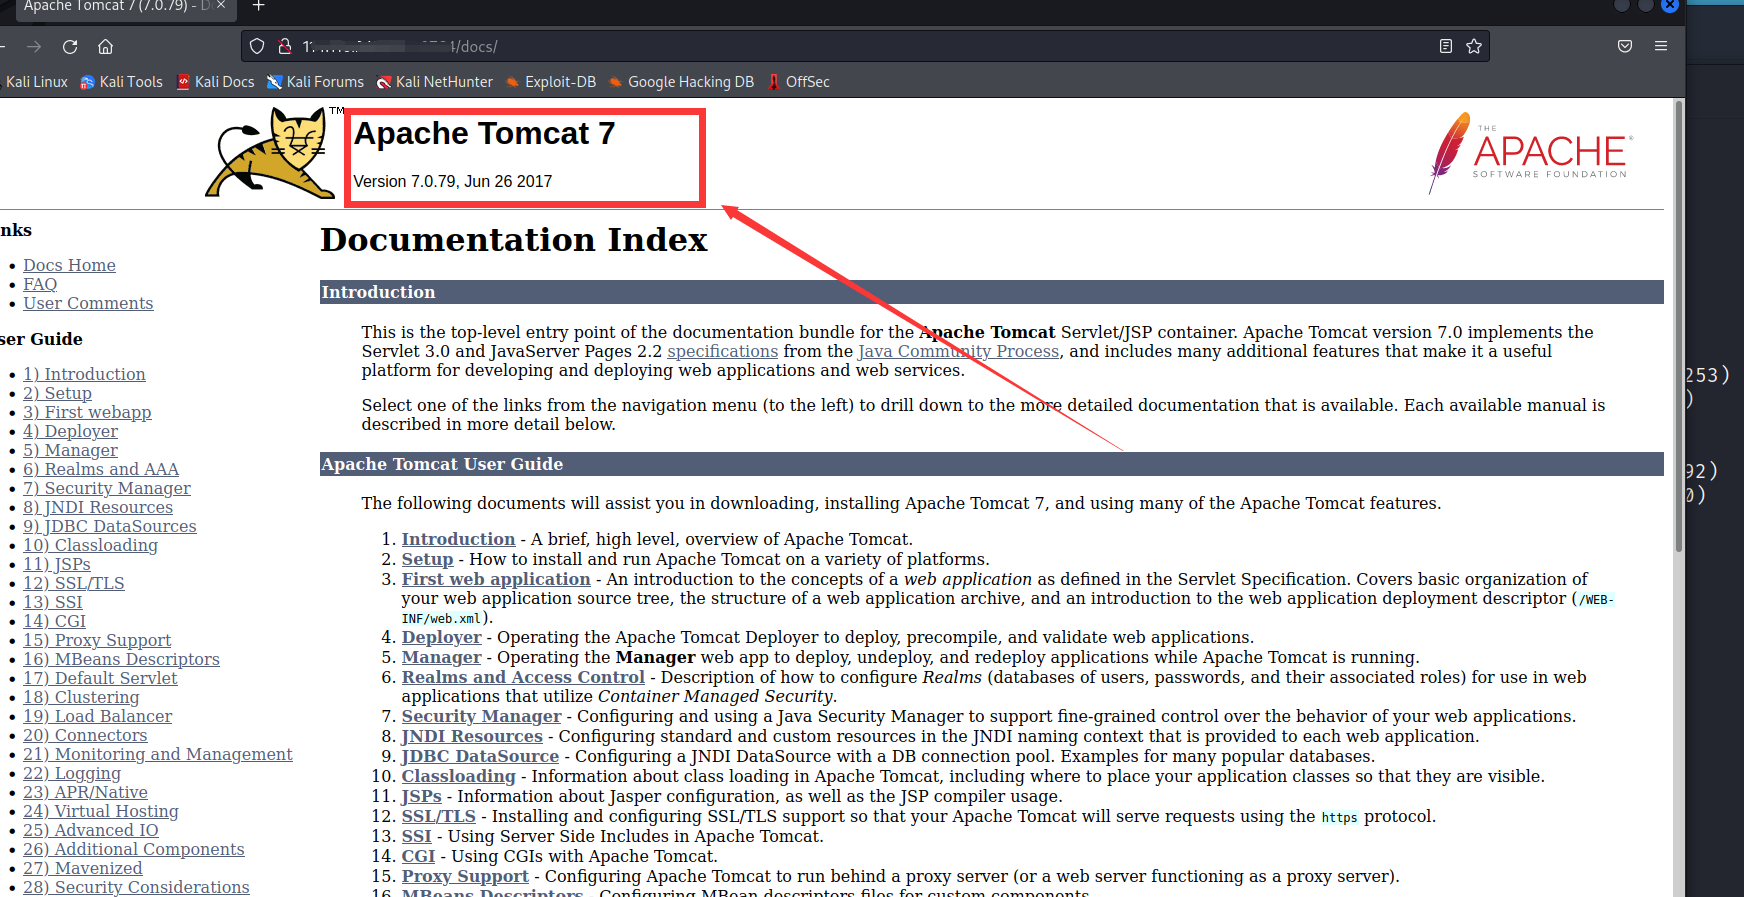 Apache Tomcat 7 (7.0.79) - Do
/docs/
Kali Linux Kali Tools Kali Docs Kali Forums Kali NetHunter Exploit-DB Google Hacking DB OffSec
TM
Apache Tomcat 7
Version 7.0.79, Jun 26 2017
THE
APACHE®
SOFTWARE FOUNDATION
nks
Docs Home
FAQ
User Comments
ser Guide
1) Introduction
2) Setup
3) First webapp
4) Deployer
5) Manager
6) Realms and AAA
7) Security Manager
8) JNDI Resources
9) JDBC DataSources
10) Classloading
11) JSPs
12) SSL/TLS
13) SSI
14) CGI
15) Proxy Support
16) MBeans Descriptors
17) Default Servlet
18) Clustering
19) Load Balancer
20) Connectors
21) Monitoring and Management
22) Logging
23) APR/Native
24) Virtual Hosting
25) Advanced IO
26) Additional Components
27) Mavenized
28) Security Considerations
Documentation Index
Introduction
This is the top-level entry point of the documentation bundle for the Apache Tomcat Servlet/JSP container. Apache Tomcat version 7.0 implements the
Servlet 3.0 and JavaServer Pages 2.2 specifications from the Java Community Process, and includes many additional features that make it a useful
platform for developing and deploying web applications and web services.
Select one of the links from the navigation menu (to the left) to drill down to the more detailed documentation that is available. Each available manual is
described in more detail below.
Apache Tomcat User Guide
The following documents will assist you in downloading, installing Apache Tomcat 7, and using many of the Apache Tomcat features.
1. Introduction - A brief, high level, overview of Apache Tomcat.
2. Setup - How to install and run Apache Tomcat on a variety of platforms.
3. First web application - An introduction to the concepts of a web application as defined in the Servlet Specification. Covers basic organization of
your web application source tree, the structure of a web application archive, and an introduction to the web application deployment descriptor (/WEB-
INF/web.xml).
4. Deployer - Operating the Apache Tomcat Deployer to deploy, precompile, and validate web applications.
5. Manager - Operating the Manager web app to deploy, undeploy, and redeploy applications while Apache Tomcat is running.
6. Realms and Access Control - Description of how to configure Realms (databases of users, passwords, and their associated roles) for use in web
applications that utilize Container Managed Security.
7. Security Manager - Configuring and using a Java Security Manager to support fine-grained control over the behavior of your web applications.
8. JNDI Resources - Configuring standard and custom resources in the JNDI naming context that is provided to each web application.
9. JDBC DataSource - Configuring a JNDI DataSource with a DB connection pool. Examples for many popular databases.
10. Classloading - Information about class loading in Apache Tomcat, including where to place your application classes so that they are visible.
11. JSPs - Information about Jasper configuration, as well as the JSP compiler usage.
12. SSL/TLS - Installing and configuring SSL/TLS support so that your Apache Tomcat will serve requests using the https protocol.
13. SSI - Using Server Side Includes in Apache Tomcat.
14. CGI - Using CGIs with Apache Tomcat.
15. Proxy Support - Configuring Apache Tomcat to run behind a proxy server (or a web server functioning as a proxy server).
16. MBeans Descriptors - Configuring MBean descriptors files for custom components.
253)
)
92)
0)